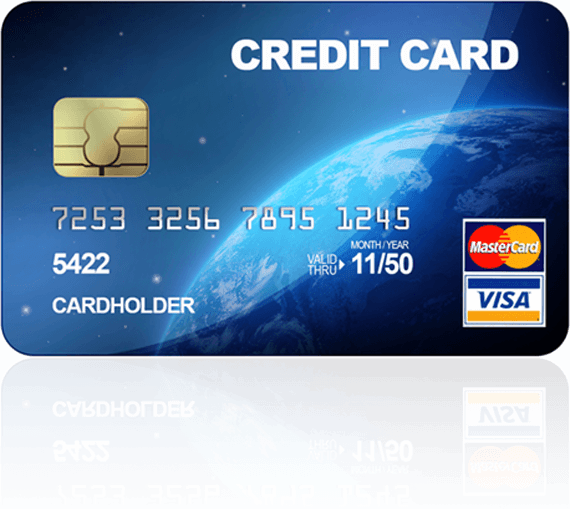 CREDIT CARD
7253 3256 7895 1245
MONTH/YEAR
5422 VALID THRU 11/50
CARDHOLDER
MasterCard
VISA